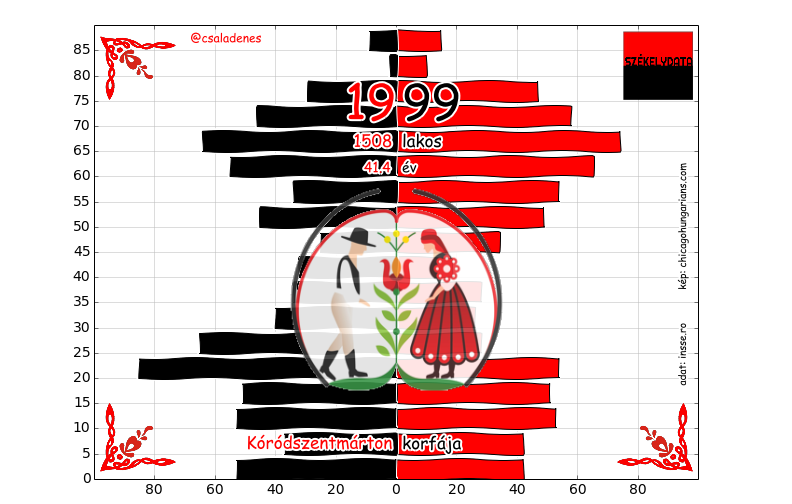 @csaladenes
SZÉKELYDATA
1999
1508 lakos
41,4 év
kép: chicagohungarians.com
adat: insse.ro
Kóródszentmárton korfája
85
80
75
70
65
60
55
50
45
40
35
30
25
20
15
10
5
0
80 60 40 20 0 20 40 60 80